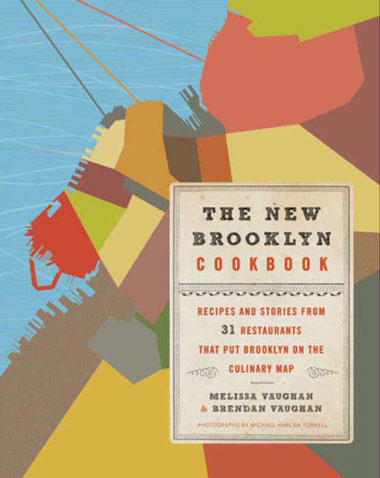 THE NEW
BROOKLYN
COOKBOOK
RECIPES AND STORIES FROM
31 RESTAURANTS
THAT PUT BROOKLYN ON THE
CULINARY MAP
MELISSA VAUGHAN
& BRENDAN VAUGHAN
PHOTOGRAPHS BY MICHAEL HARLAN TURKELL